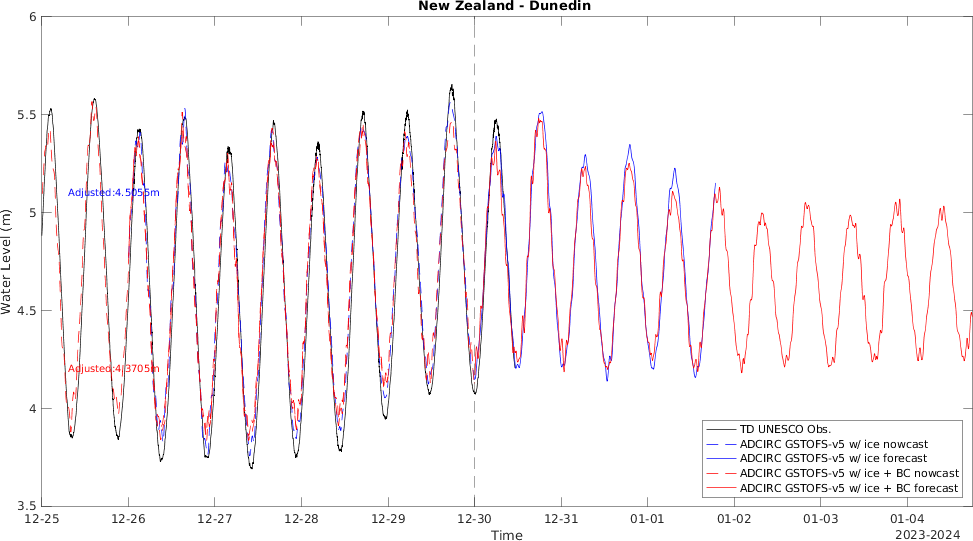 New Zealand - Dunedin
6
5.5
5
4.5
4
3.5
Water Level (m)
Adjusted:4.5055m
Adjusted:4.3705m
TD UNESCO Obs.
ADCIRC GSTOFS-v5 w/ ice nowcast
ADCIRC GSTOFS-v5 w/ ice forecast
ADCIRC GSTOFS-v5 w/ ice + BC nowcast
ADCIRC GSTOFS-v5 w/ ice + BC forecast
12-25 12-26 12-27 12-28 12-29 12-30 12-31 01-01 01-02 01-03 01-04
Time
2023-2024